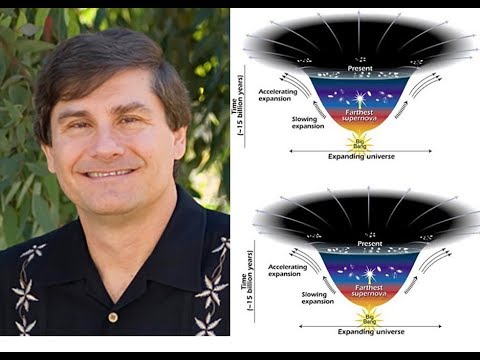 Present
Accelerating
expansion
Slowing
expansion
Farthest
supernova
Time
(~15 billion years)
Big
Bang
Expanding universe
Present
Accelerating
expansion
Slowing
expansion
Farthest
supernova
Time
(~15 billion years)
Big
Bang
Expanding universe